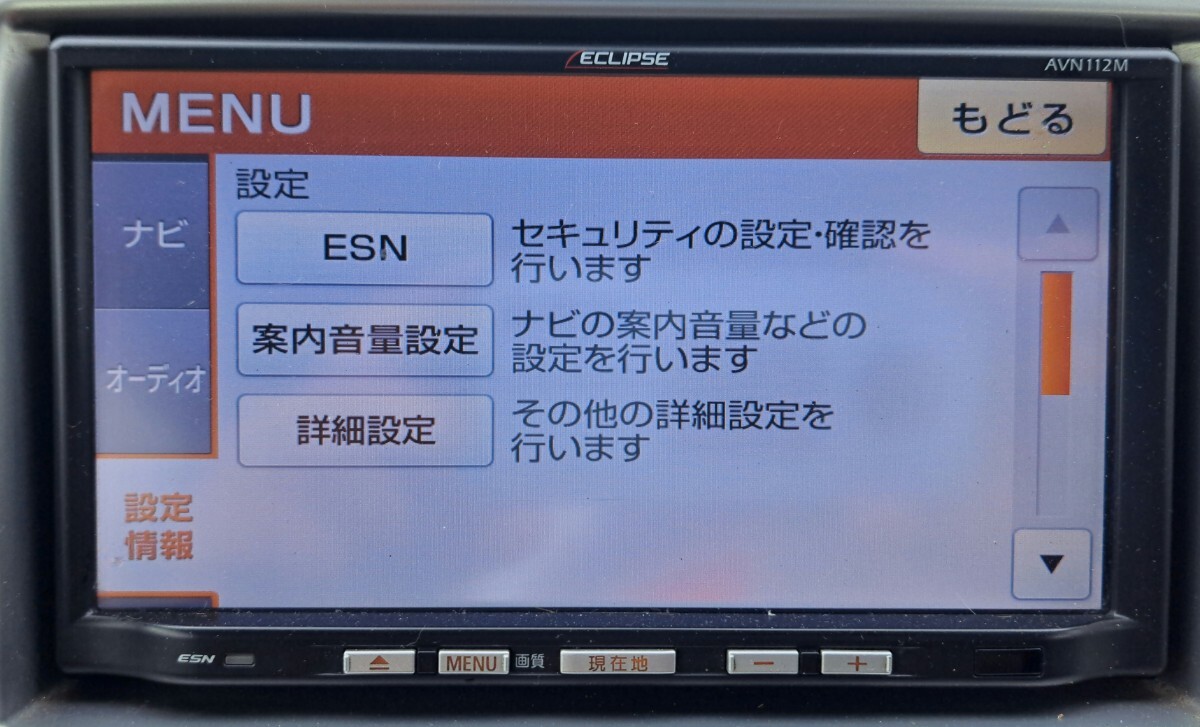 ECLIPSE
AVN112M
MENU
もどる
ナビ
オーディオ
設定
情報
設定
ESN
セキュリティの設定・確認を
行います
案内音量設定
ナビの案内音量などの
設定を行います
詳細設定
その他の詳細設定を
行います
▲
▼
ESN
MENU
画質
現在地
−
+